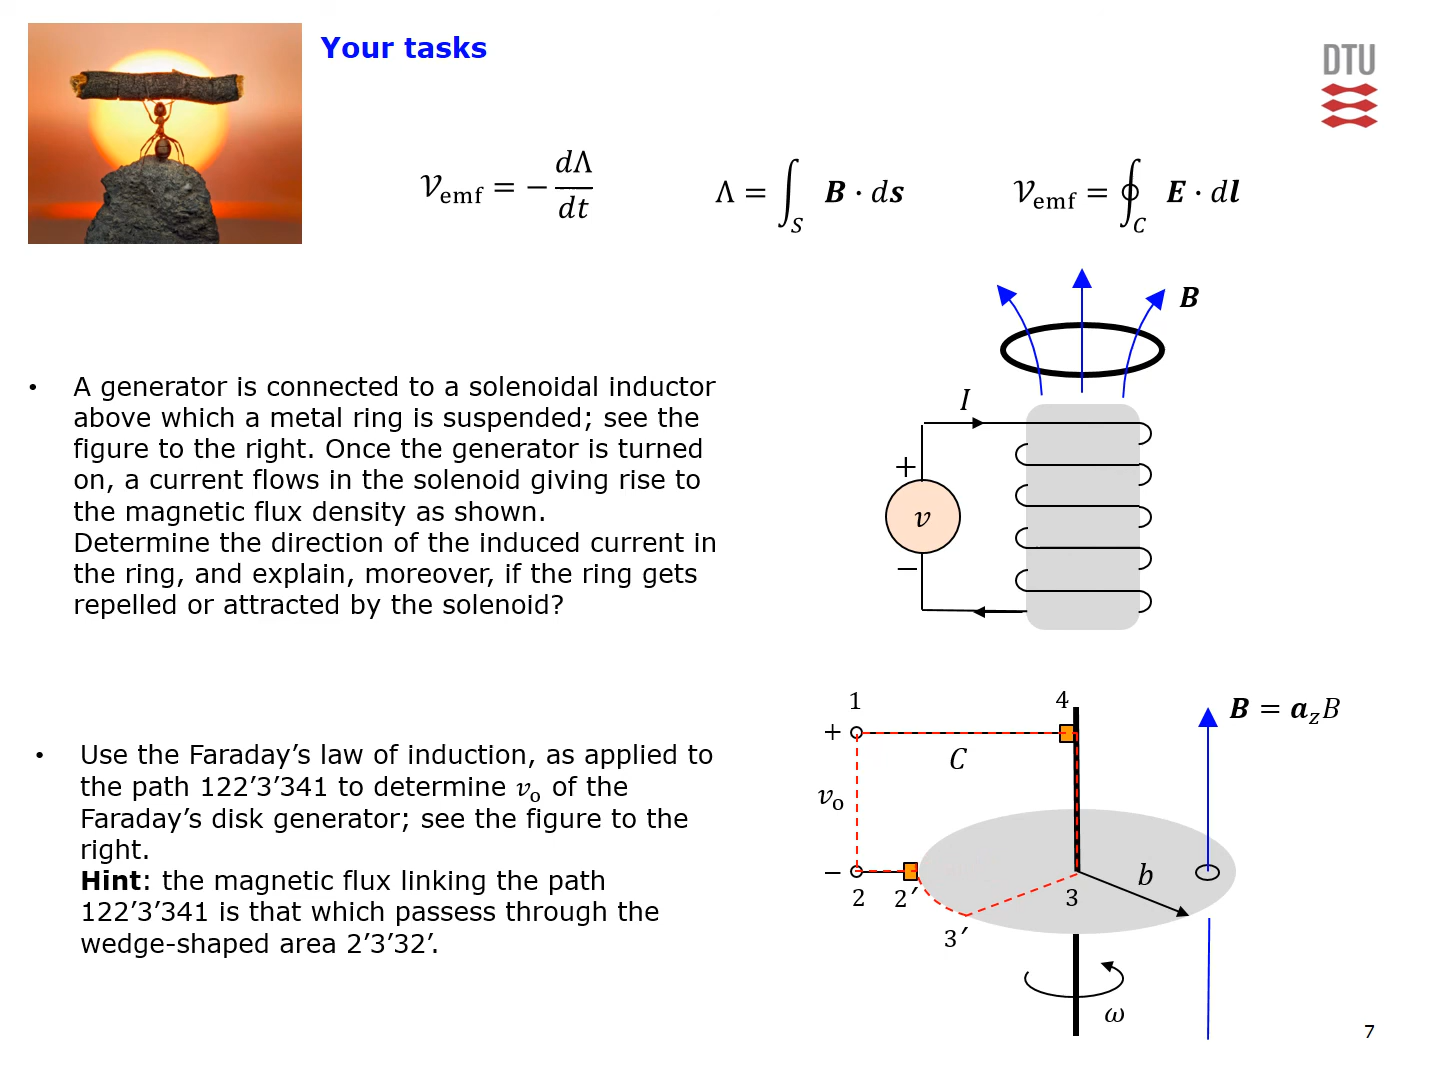 Your tasks
DTU
𝒱emf = − dΛ/dt
Λ = ∫S B · ds
𝒱emf = ∮C E · dl
B
• A generator is connected to a solenoidal inductor
above which a metal ring is suspended; see the
figure to the right. Once the generator is turned
on, a current flows in the solenoid giving rise to
the magnetic flux density as shown.
Determine the direction of the induced current in
the ring, and explain, moreover, if the ring gets
repelled or attracted by the solenoid?
I
+
v
−
• Use the Faraday’s law of induction, as applied to
the path 122’3’341 to determine vo of the
Faraday’s disk generator; see the figure to the
right.
Hint: the magnetic flux linking the path
122’3’341 is that which passess through the
wedge-shaped area 2’3’32’.
1 4
B = azB
+
C
vo
b
−
2 2′ 3
3′
ω
7